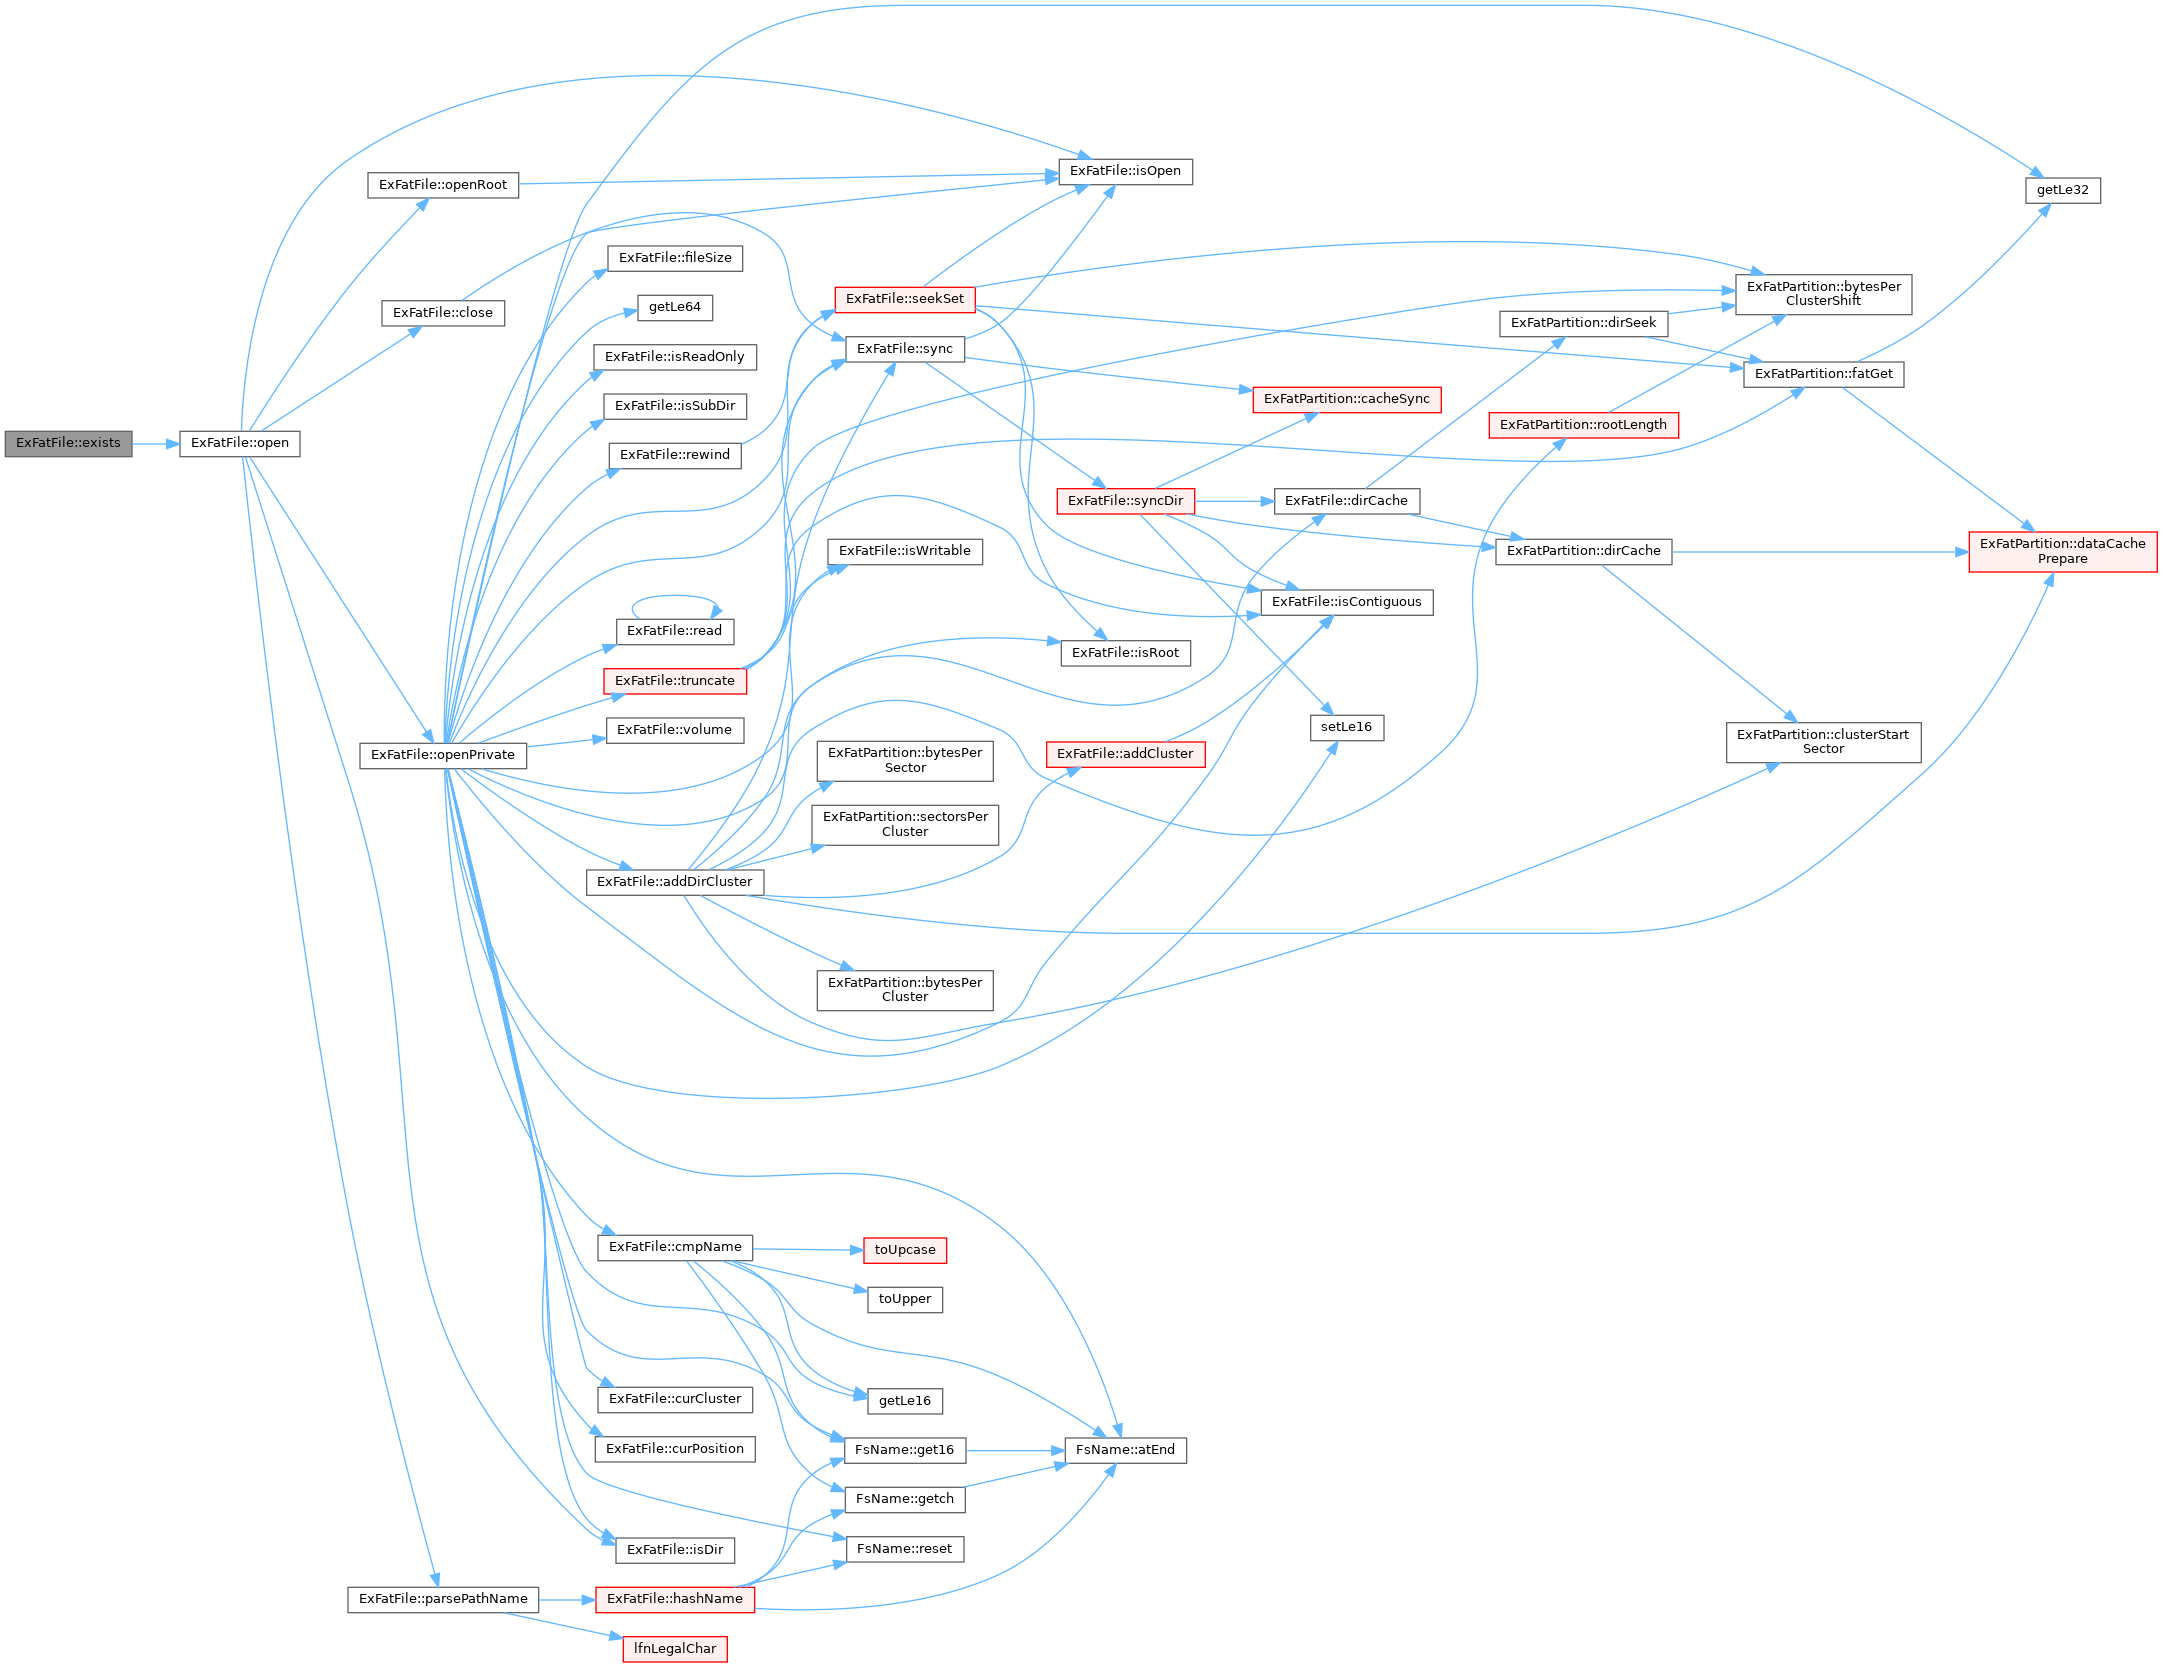 ExFatFile::exists
ExFatFile::open
ExFatFile::openRoot
ExFatFile::close
ExFatFile::openPrivate
ExFatFile::parsePathName
ExFatFile::fileSize
getLe64
ExFatFile::isReadOnly
ExFatFile::isSubDir
ExFatFile::rewind
ExFatFile::read
ExFatFile::truncate
ExFatFile::volume
ExFatFile::addDirCluster
ExFatFile::cmpName
ExFatFile::curCluster
ExFatFile::curPosition
ExFatFile::isDir
ExFatFile::hashName
lfnLegalChar
ExFatFile::seekSet
ExFatFile::sync
ExFatFile::isWritable
ExFatPartition::bytesPer
Sector
ExFatPartition::sectorsPer
Cluster
ExFatPartition::bytesPer
Cluster
toUpcase
toUpper
getLe16
FsName::get16
FsName::getch
FsName::reset
ExFatFile::isOpen
ExFatFile::syncDir
ExFatFile::isRoot
ExFatFile::addCluster
FsName::atEnd
ExFatPartition::cacheSync
ExFatFile::dirCache
ExFatFile::isContiguous
setLe16
ExFatPartition::dirSeek
ExFatPartition::rootLength
ExFatPartition::dirCache
ExFatPartition::bytesPer
ClusterShift
ExFatPartition::fatGet
ExFatPartition::clusterStart
Sector
getLe32
ExFatPartition::dataCache
Prepare